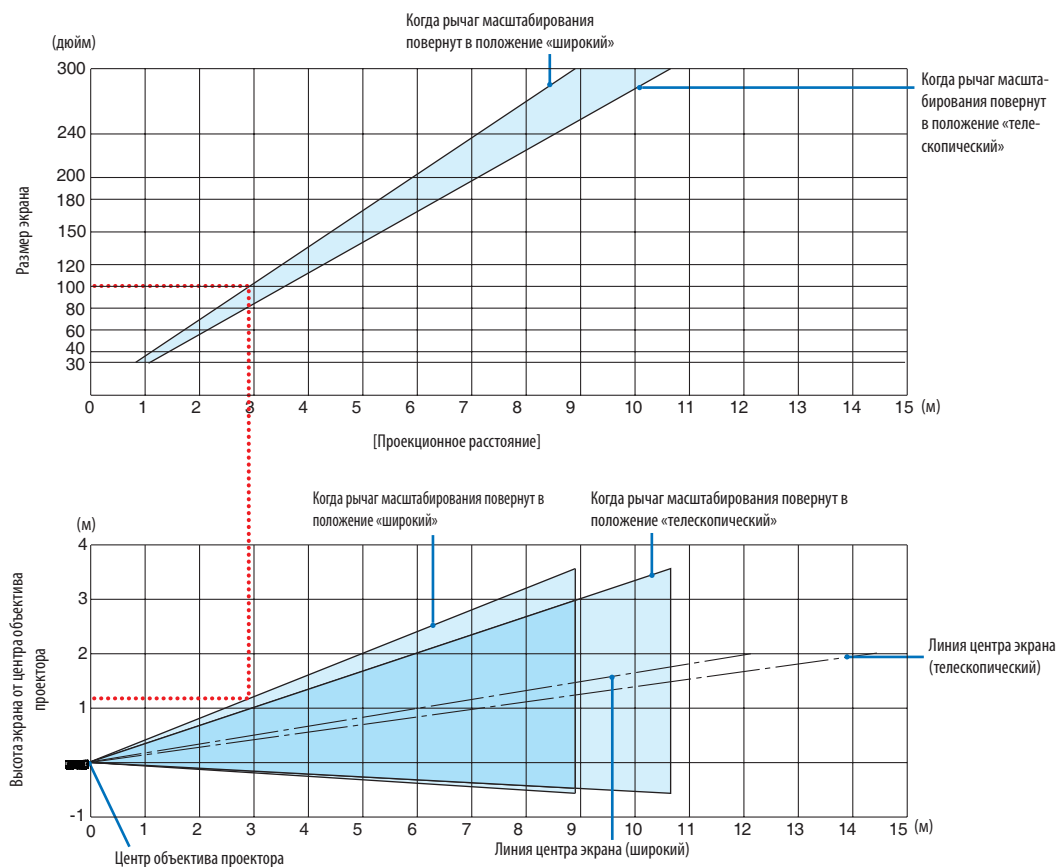 Когда рычаг масштабирования
повернут в положение «широкий»
(дюйм)
300
240
200
180
150
120
100
80
60
40
30
Размер экрана
Когда рычаг масшта-
бирования повернут
в положение «теле-
скопический»
0 1 2 3 4 5 6 7 8 9 10 11 12 13 14 15 (м)
[Проекционное расстояние]
Когда рычаг масштабирования повернут в
положение «широкий»
Когда рычаг масштабирования повернут в
положение «телескопический»
(м)
4
3
2
1
0
-1
Высота экрана от центра объектива
проектора
Линия центра экрана
(телескопический)
0 1 2 3 4 5 6 7 8 9 10 11 12 13 14 15 (м)
Центр объектива проектора
Линия центра экрана (широкий)